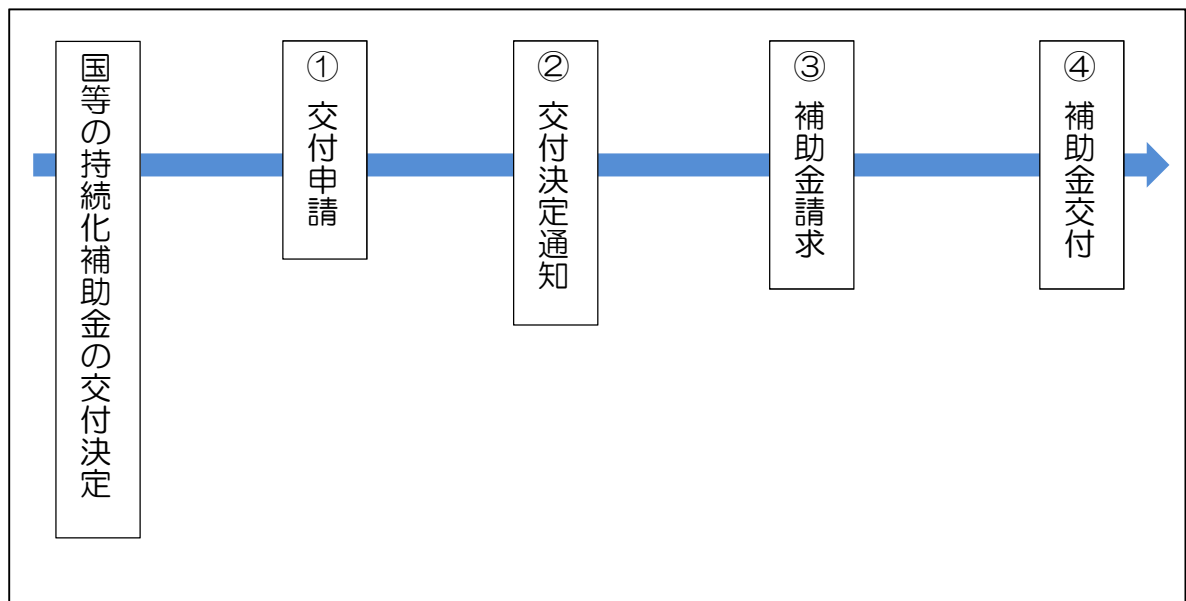 国等の持続化補助金の交付決定
① 交付申請
② 交付決定通知
③ 補助金請求
④ 補助金交付